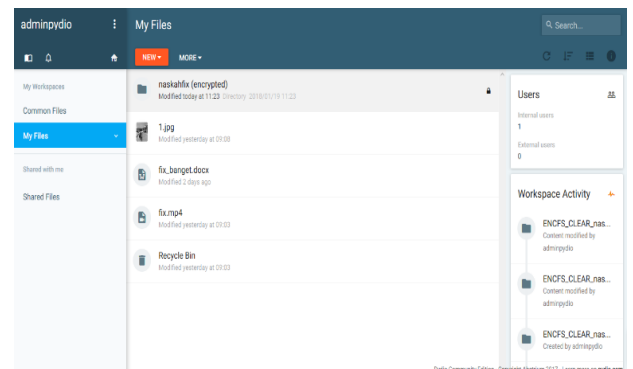 adminpydio
My Files
Search...
NEW
MORE
My Workspaces
Common Files
My Files
Shared with me
Shared Files
naskahfix (encrypted)
Modified today at 11:23 Directory 2018/01/19 11:23
1.jpg
Modified yesterday at 09:09
fix_banget.docx
Modified 2 days ago
fix.mp4
Modified yesterday at 09:03
Recycle Bin
Modified yesterday at 09:03
Users
Internal users
1
External users
0
Workspace Activity
ENCFS_CLEAR_nas...
Content modified by
adminpydio
ENCFS_CLEAR_nas...
Content modified by
adminpydio
ENCFS_CLEAR_nas...
Created by adminpydio